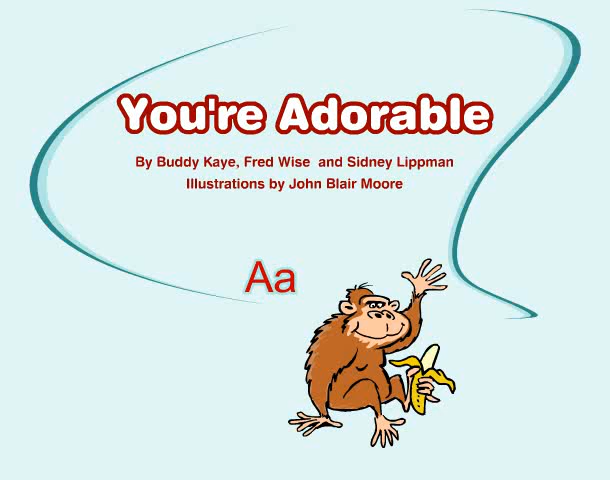 You're Adorable
By Buddy Kaye, Fred Wise and Sidney Lippman
Illustrations by John Blair Moore
Aa